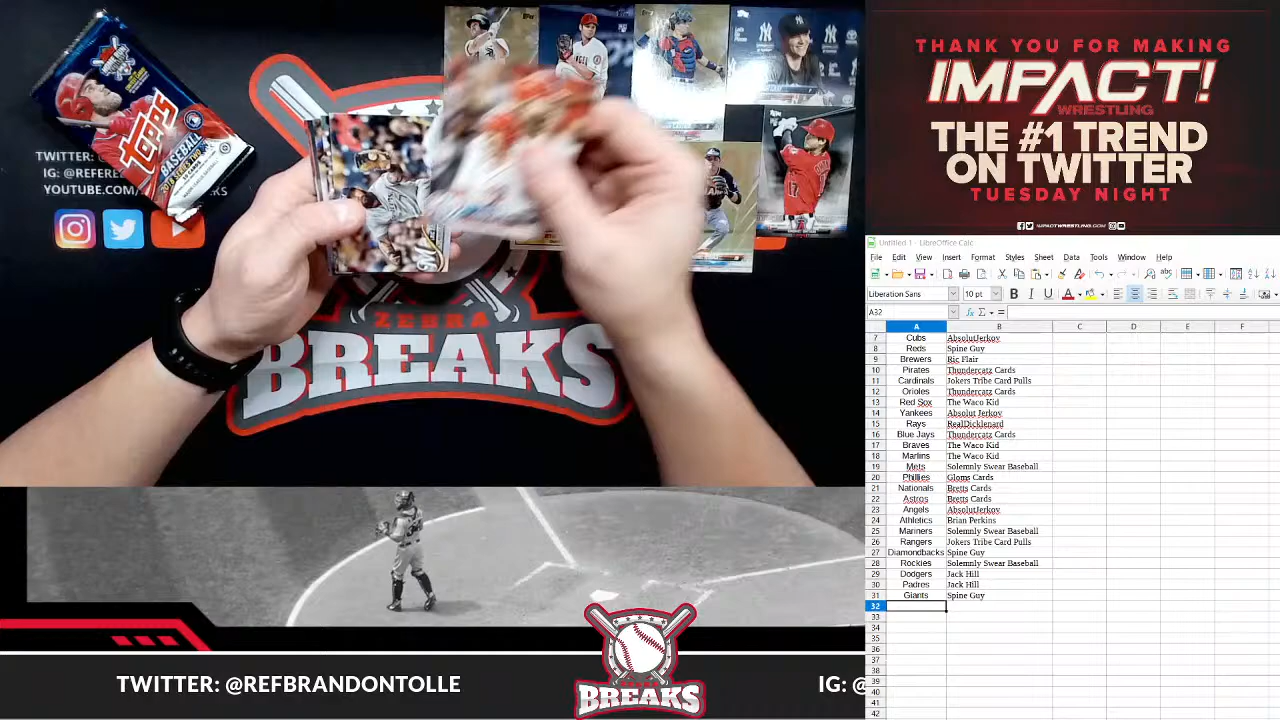 THANK YOU FOR MAKING
IMPACT!
WRESTLING
THE #1 TREND
ON TWITTER
TUESDAY NIGHT
IMPACTWRESTLING.COM
topps
BASEBALL
TWITTER:
IG: @REFERE
YOUTUBE.COM/
KS
ZEBRA
BREAKS
Untitled 1 - LibreOffice Calc
File Edit View Insert Format Styles Sheet Data Tools Window Help
Liberation Sans 10 pt
A32
A B C D E F
7 Cubs AbsolutJerkov
8 Reds Spine Guy
9 Brewers Ric Flair
10 Pirates Thundercatz Cards
11 Cardinals Jokers Tribe Card Pulls
12 Orioles Thundercatz Cards
13 Red Sox The Waco Kid
14 Yankees Absolut Jerkov
15 Rays RealDicklenard
16 Blue Jays Thundercatz Cards
17 Braves The Waco Kid
18 Marlins The Waco Kid
19 Mets Solemnly Swear Baseball
20 Phillies Gloms Cards
21 Nationals Bretts Cards
22 Astros Bretts Cards
23 Angels AbsolutJerkov
24 Athletics Brian Perkins
25 Mariners Solemnly Swear Baseball
26 Rangers Jokers Tribe Card Pulls
27 Diamondbacks Spine Guy
28 Rockies Solemnly Swear Baseball
29 Dodgers Jack Hill
30 Padres Jack Hill
31 Giants Spine Guy
32
33
34
35
36
37
38
39
40
41
42
TWITTER: @REFBRANDONTOLLE
BREAKS
IG: @